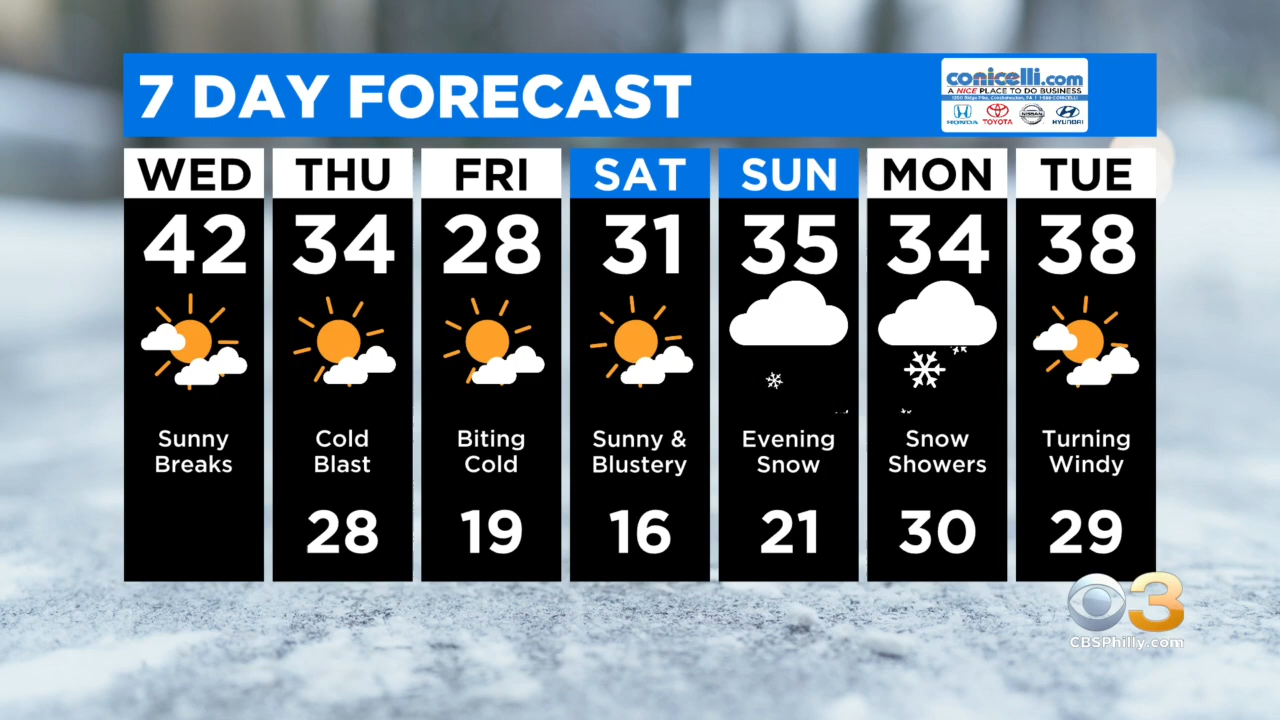 7 DAY FORECAST
conicelli.com
A NICE PLACE TO DO BUSINESS
HONDA TOYOTA NISSAN HYUNDAI
WED THU FRI SAT SUN MON TUE
42 34 28 31 35 34 38
Sunny Breaks
Cold Blast
Biting Cold
Sunny & Blustery
Evening Snow
Snow Showers
Turning Windy
28 19 16 21 30 29
3
CBSPhilly.com